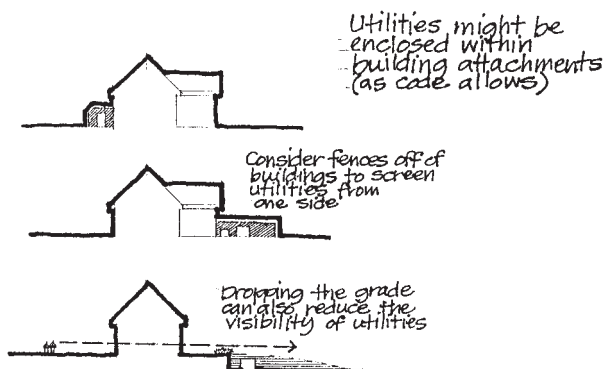 Utilities might be
enclosed within
building attachments
(as code allows)
Consider fences off of
buildings to screen
utilities from
one side
Dropping the grade
can also reduce the
visibility of utilities